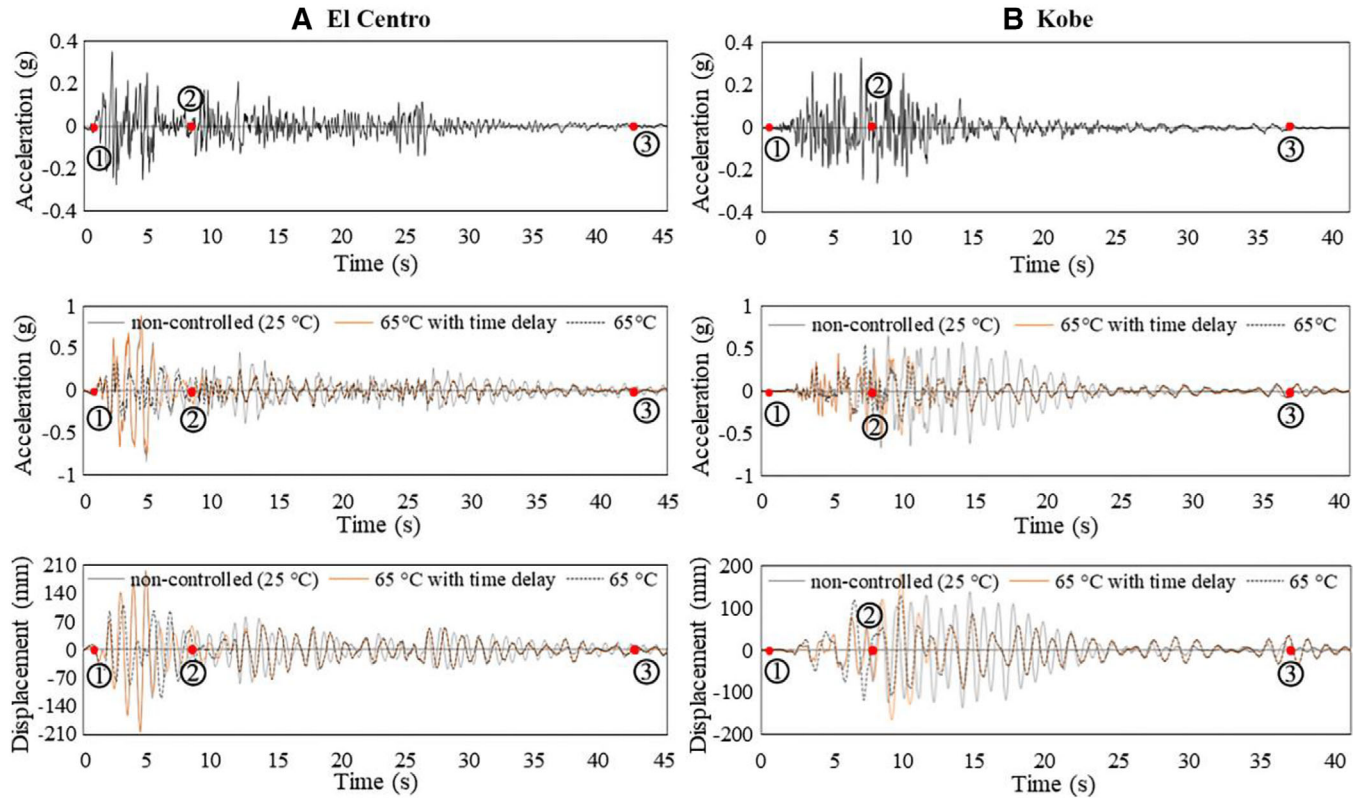 A El Centro
Acceleration (g)
0.4
0.2
0
-0.2
-0.4
①
②
③
0 5 10 15 20 25 30 35 40 45
Time (s)
B Kobe
Acceleration (g)
0.4
0.2
0
-0.2
-0.4
①
②
③
0 5 10 15 20 25 30 35 40
Time (s)
Acceleration (g)
1
0.5
0
-0.5
-1
non-controlled (25 °C) 65°C with time delay 65°C
①
②
③
0 5 10 15 20 25 30 35 40 45
Time (s)
Acceleration (g)
1
0.5
0
-0.5
-1
non-controlled (25 °C) 65°C with time delay 65°C
①
②
③
0 5 10 15 20 25 30 35 40
Time (s)
Displacement (mm)
210
140
70
0
-70
-140
-210
non-controlled (25 °C) 65 °C with time delay 65 °C
①
②
③
0 5 10 15 20 25 30 35 40 45
Time (s)
Displacement (mm)
200
100
0
-100
-200
non-controlled (25 °C) 65 °C with time delay 65 °C
①
②
③
0 5 10 15 20 25 30 35 40
Time (s)